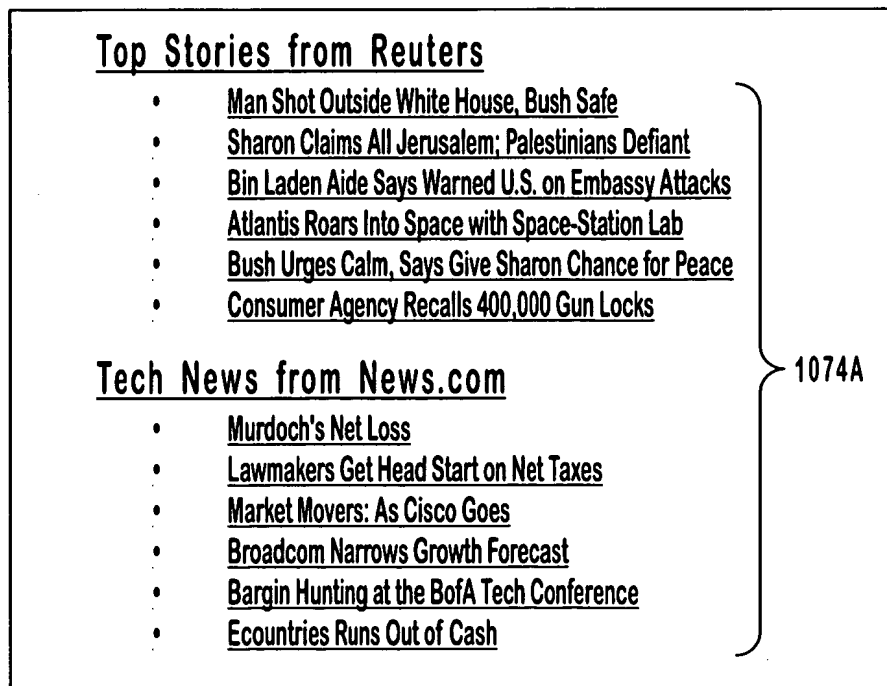 Top Stories from Reuters
• Man Shot Outside White House, Bush Safe
• Sharon Claims All Jerusalem; Palestinians Defiant
• Bin Laden Aide Says Warned U.S. on Embassy Attacks
• Atlantis Roars Into Space with Space-Station Lab
• Bush Urges Calm, Says Give Sharon Chance for Peace
• Consumer Agency Recalls 400,000 Gun Locks
1074A
Tech News from News.com
• Murdoch's Net Loss
• Lawmakers Get Head Start on Net Taxes
• Market Movers: As Cisco Goes
• Broadcom Narrows Growth Forecast
• Bargin Hunting at the BofA Tech Conference
• Ecountries Runs Out of Cash